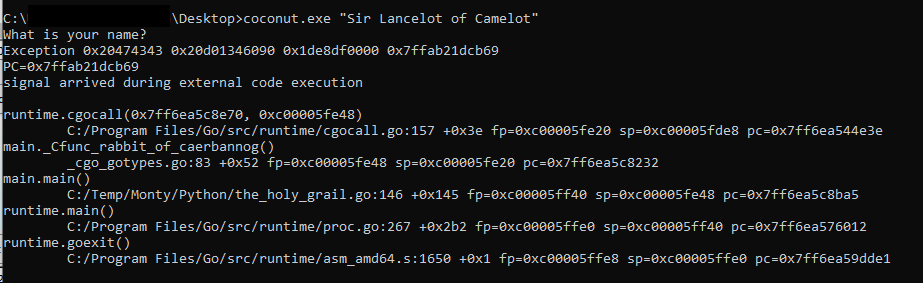 C:\ \Desktop>coconut.exe "Sir Lancelot of Camelot"
What is your name?
Exception 0x20474343 0x20d01346090 0x1de8df0000 0x7ffab21dcb69
PC=0x7ffab21dcb69
signal arrived during external code execution
runtime.cgocall(0x7ff6ea5c8e70, 0xc00005fe48)
C:/Program Files/Go/src/runtime/cgocall.go:157 +0x3e fp=0xc00005fe20 sp=0xc00005fde8 pc=0x7ff6ea544e3e
main._Cfunc_rabbit_of_caerbannog()
_cgo_gotypes.go:83 +0x52 fp=0xc00005fe48 sp=0xc00005fe20 pc=0x7ff6ea5c8232
main.main()
C:/Temp/Monty/Python/the_holy_grail.go:146 +0x145 fp=0xc00005ff40 sp=0xc00005fe48 pc=0x7ff6ea5c8ba5
runtime.main()
C:/Program Files/Go/src/runtime/proc.go:267 +0x2b2 fp=0xc00005ffe0 sp=0xc00005ff40 pc=0x7ff6ea576012
runtime.goexit()
C:/Program Files/Go/src/runtime/asm_amd64.s:1650 +0x1 fp=0xc00005ffe8 sp=0xc00005ffe0 pc=0x7ff6ea59dde1